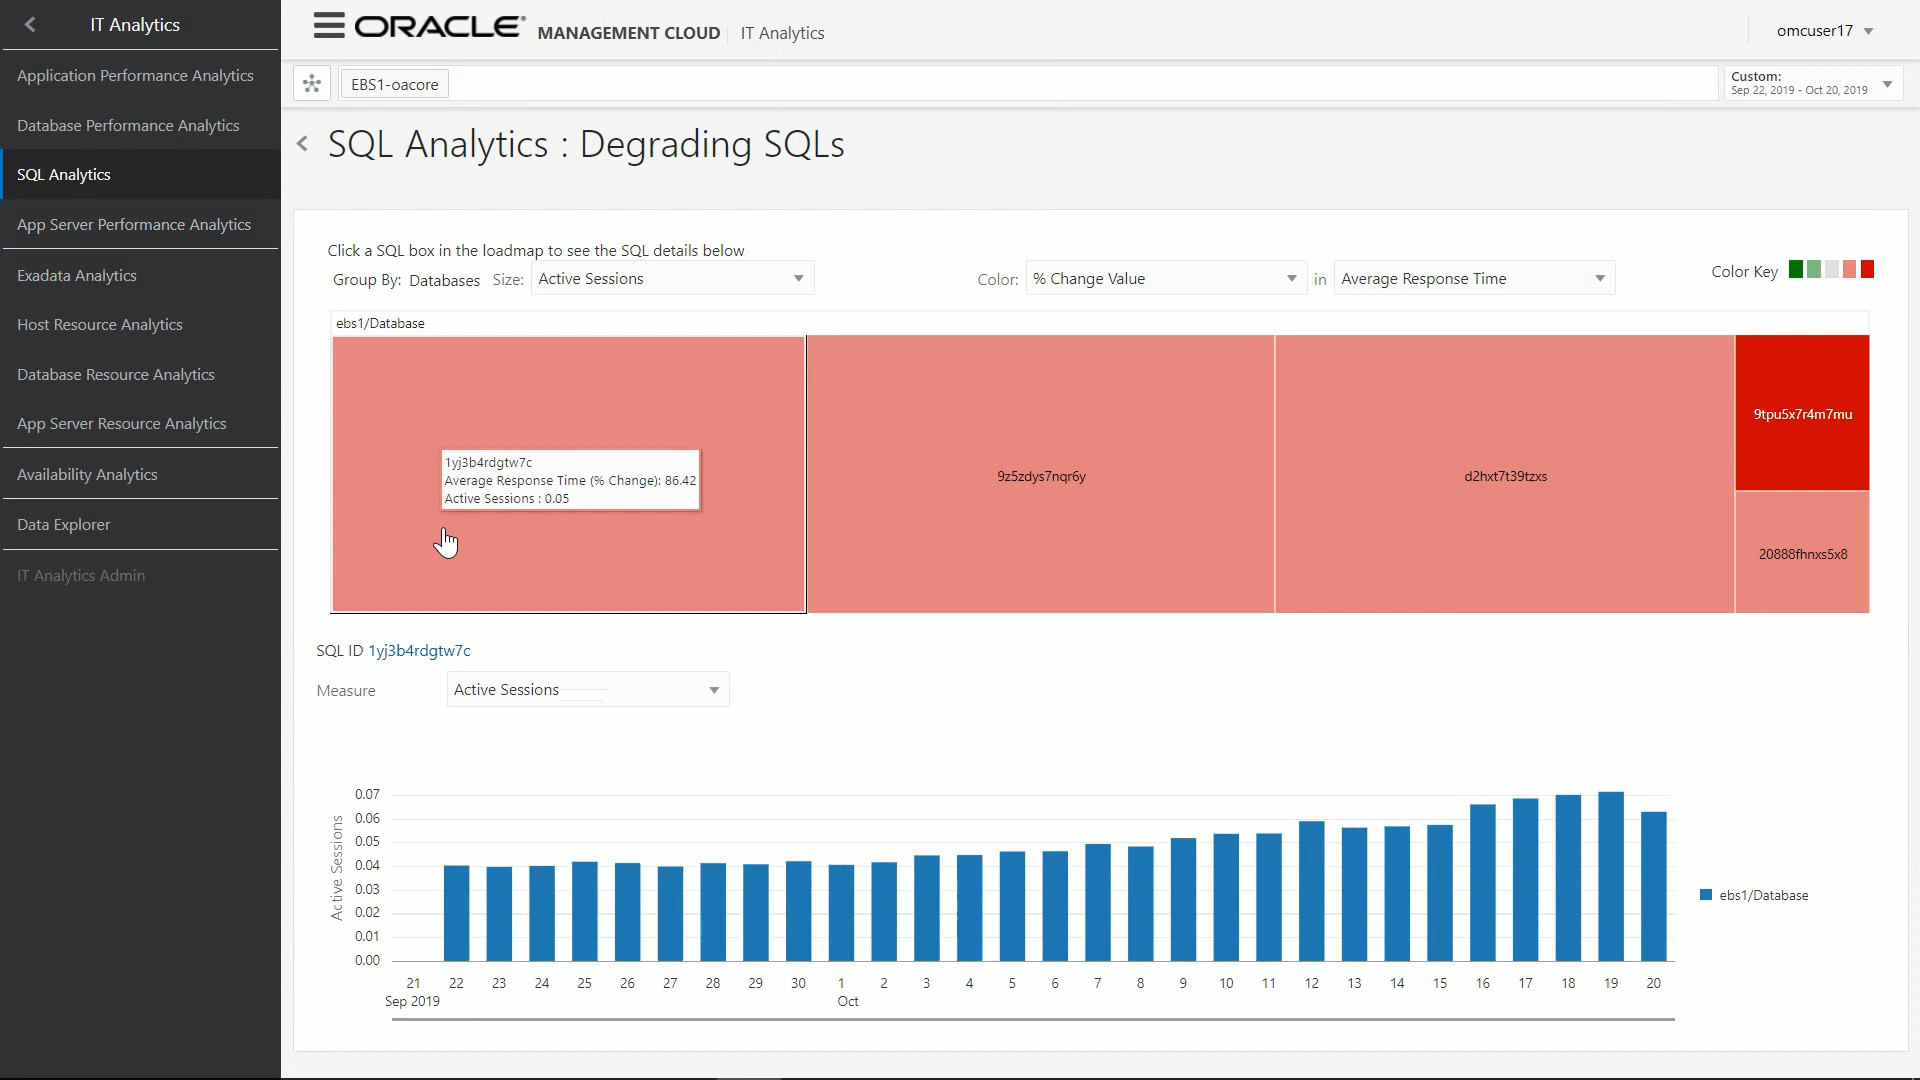 IT Analytics
Application Performance Analytics
Database Performance Analytics
SQL Analytics
App Server Performance Analytics
Exadata Analytics
Host Resource Analytics
Database Resource Analytics
App Server Resource Analytics
Availability Analytics
Data Explorer
IT Analytics Admin
ORACLE MANAGEMENT CLOUD IT Analytics
omcuser17
EBS1-oacore
Custom:
Sep 22, 2019 - Oct 20, 2019
SQL Analytics : Degrading SQLs
Click a SQL box in the loadmap to see the SQL details below
Group By: Databases Size: Active Sessions Color: % Change Value in Average Response Time Color Key
ebs1/Database
1yj3b4rdgtw7c
Average Response Time (% Change): 86.42
Active Sessions : 0.05
9z5zdys7nqr6y
d2hxt7t39tzxs
9tpu5x7r4m7mu
20888fhnxs5x8
SQL ID 1yj3b4rdgtw7c
Measure Active Sessions
Active Sessions
0.07
0.06
0.05
0.04
0.03
0.02
0.01
0.00
21 22 23 24 25 26 27 28 29 30 1 2 3 4 5 6 7 8 9 10 11 12 13 14 15 16 17 18 19 20
Sep 2019 Oct
ebs1/Database